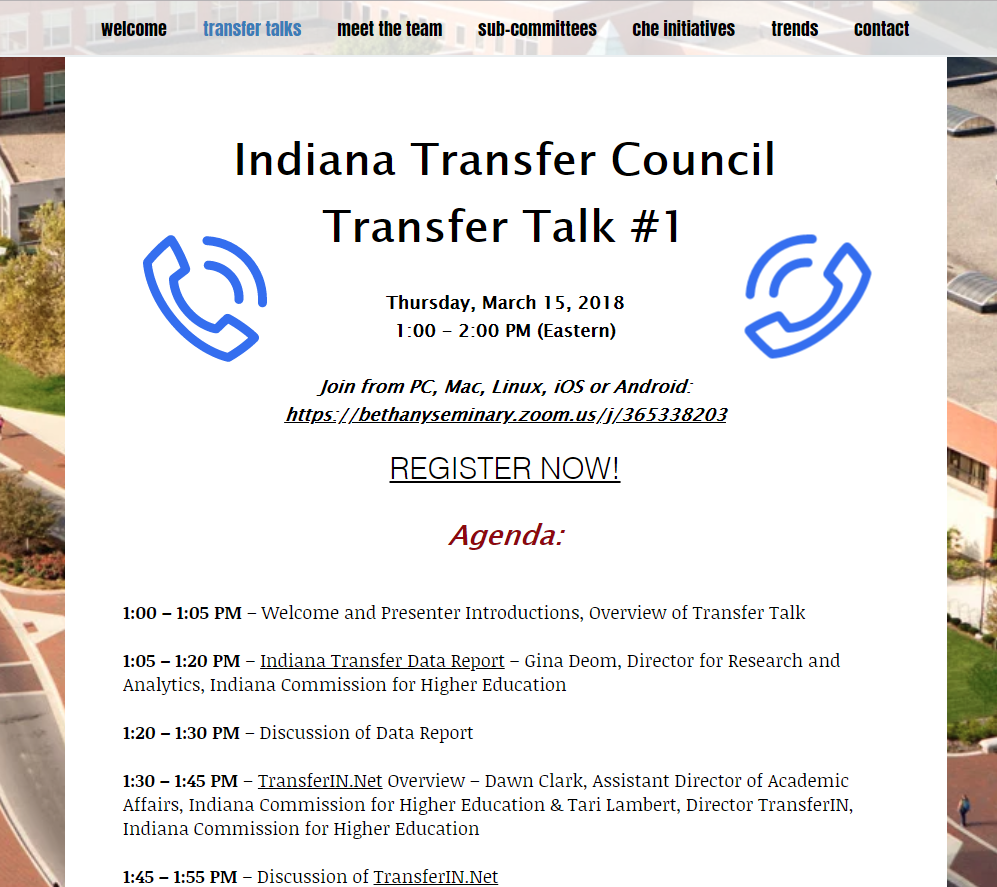 welcome transfer talks meet the team sub-committees che initiatives trends contact
Indiana Transfer Council
Transfer Talk #1
Thursday, March 15, 2018
1:00 - 2:00 PM (Eastern)
Join from PC, Mac, Linux, iOS or Android:
https://bethanyseminary.zoom.us/j/365338203
REGISTER NOW!
Agenda:
1:00 – 1:05 PM – Welcome and Presenter Introductions, Overview of Transfer Talk
1:05 – 1:20 PM – Indiana Transfer Data Report – Gina Deom, Director for Research and
Analytics, Indiana Commission for Higher Education
1:20 – 1:30 PM – Discussion of Data Report
1:30 – 1:45 PM – TransferIN.Net Overview – Dawn Clark, Assistant Director of Academic
Affairs, Indiana Commission for Higher Education & Tari Lambert, Director TransferIN,
Indiana Commission for Higher Education
1:45 – 1:55 PM – Discussion of TransferIN.Net